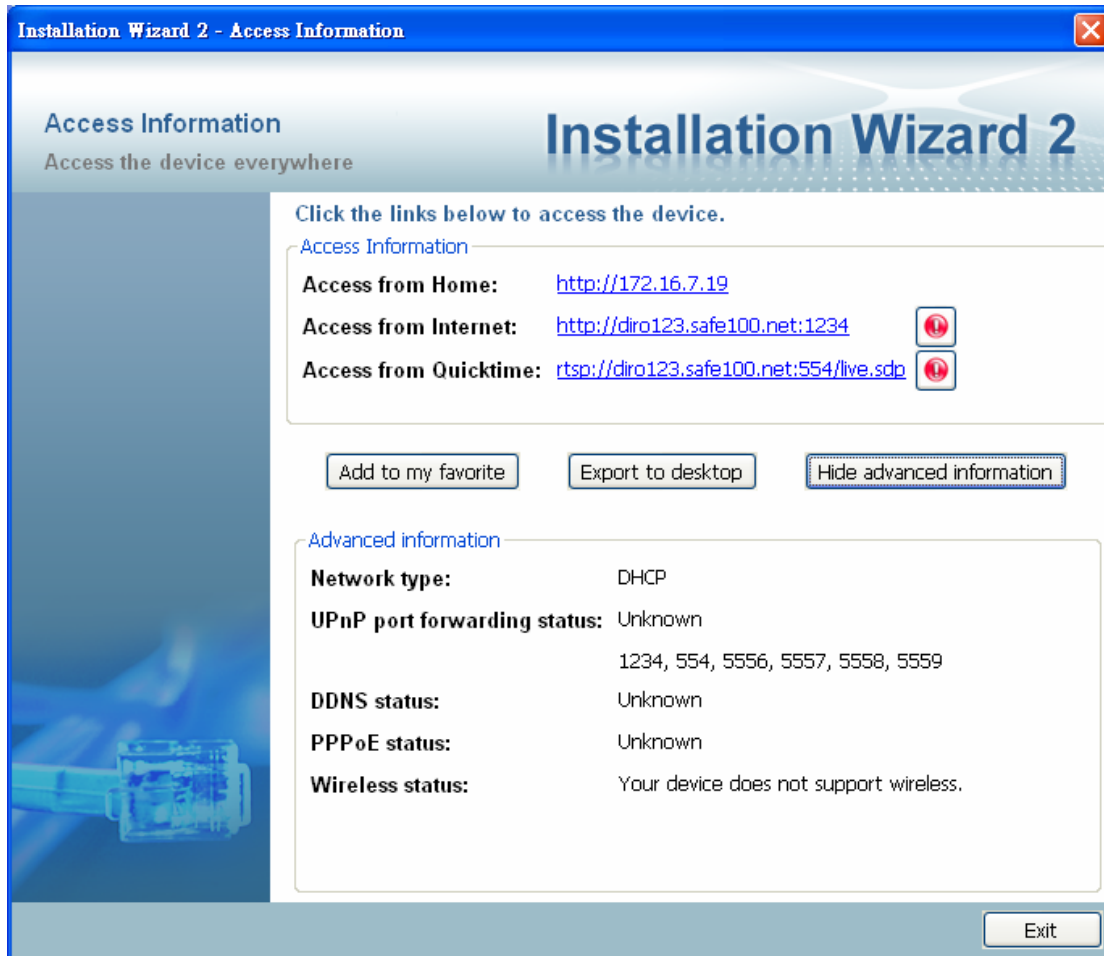 Installation Wizard 2 - Access Information
Access Information
Access the device everywhere
Installation Wizard 2
Click the links below to access the device.
Access Information
Access from Home: http://172.16.7.19
Access from Internet: http://diro123.safe100.net:1234
Access from Quicktime: rtsp://diro123.safe100.net:554/live.sdp
Add to my favorite Export to desktop Hide advanced information
Advanced information
Network type: DHCP
UPnP port forwarding status: Unknown
1234, 554, 5556, 5557, 5558, 5559
DDNS status: Unknown
PPPoE status: Unknown
Wireless status: Your device does not support wireless.
Exit